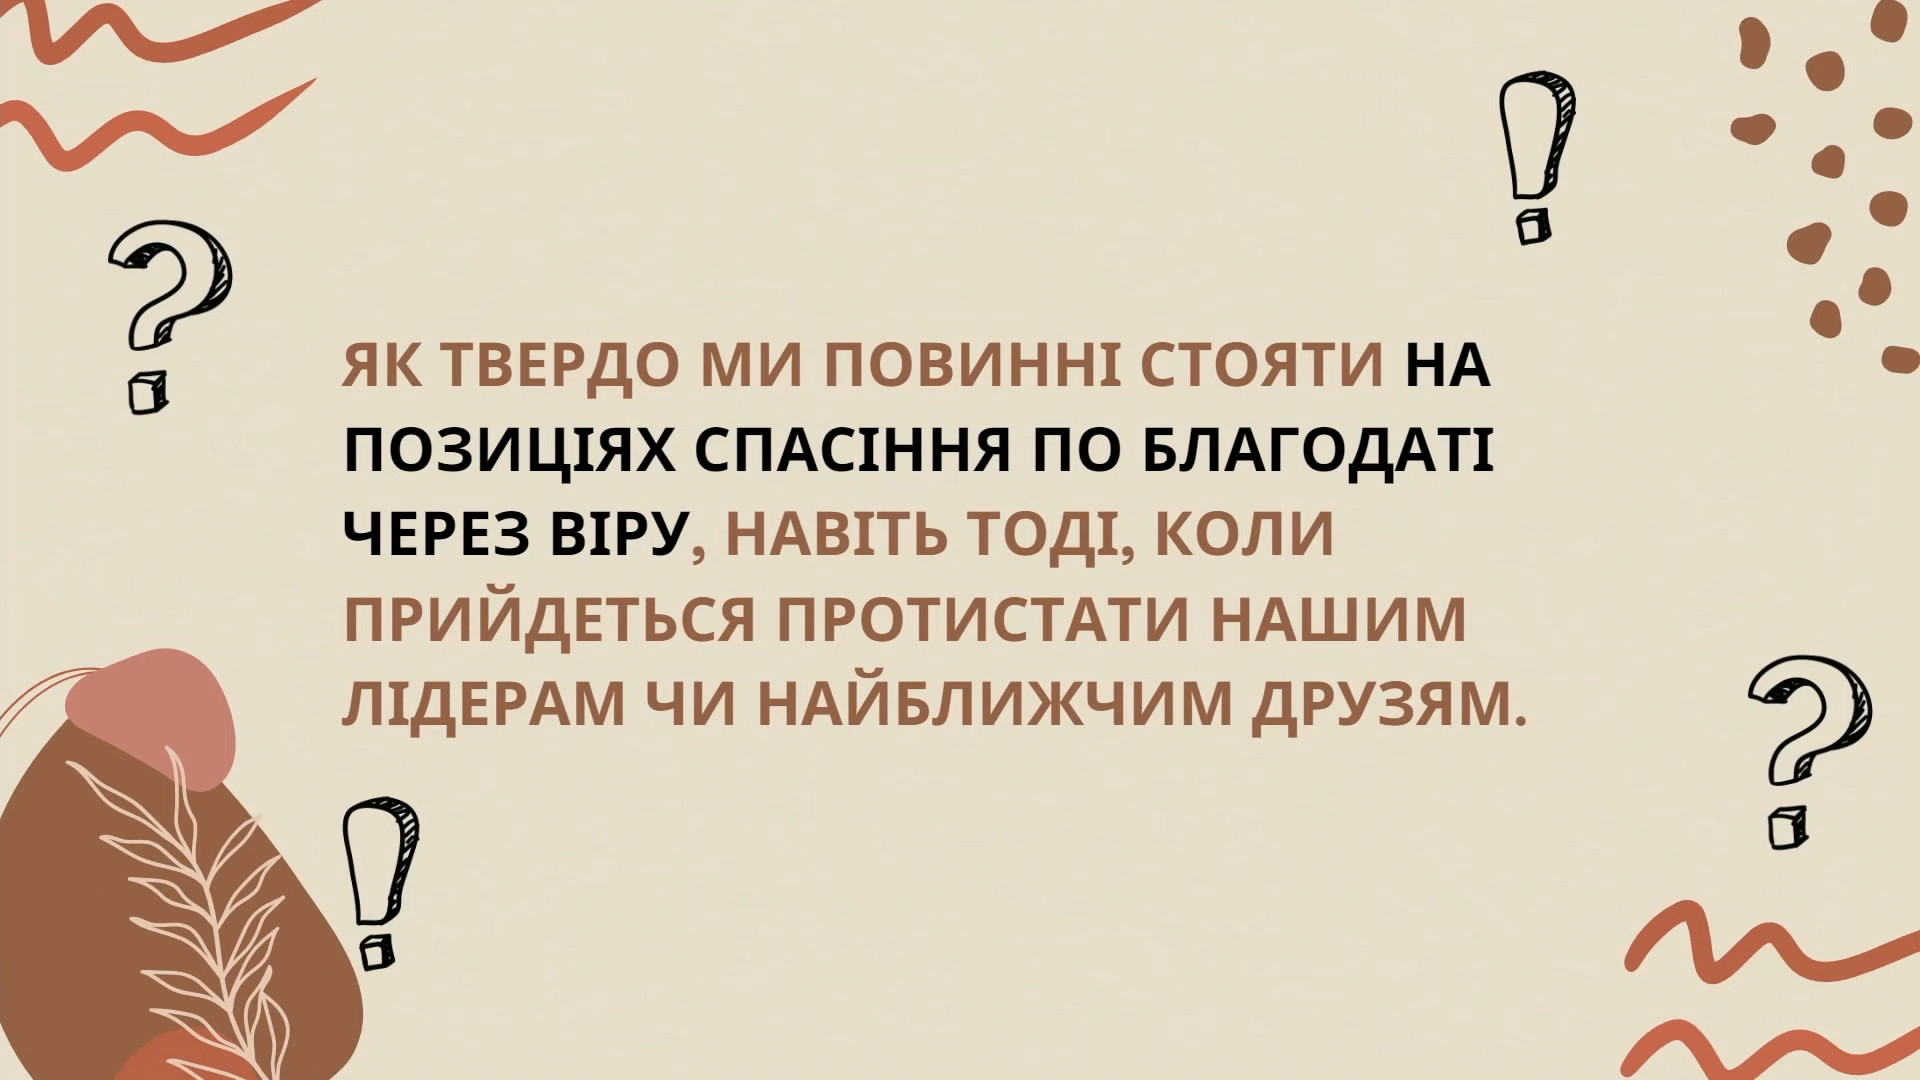 ЯК ТВЕРДО МИ ПОВИННІ СТОЯТИ НА
ПОЗИЦІЯХ СПАСІННЯ ПО БЛАГОДАТІ
ЧЕРЕЗ ВІРУ, НАВІТЬ ТОДІ, КОЛИ
ПРИЙДЕТЬСЯ ПРОТИСТАТИ НАШИМ
ЛІДЕРАМ ЧИ НАЙБЛИЖЧИМ ДРУЗЯМ.